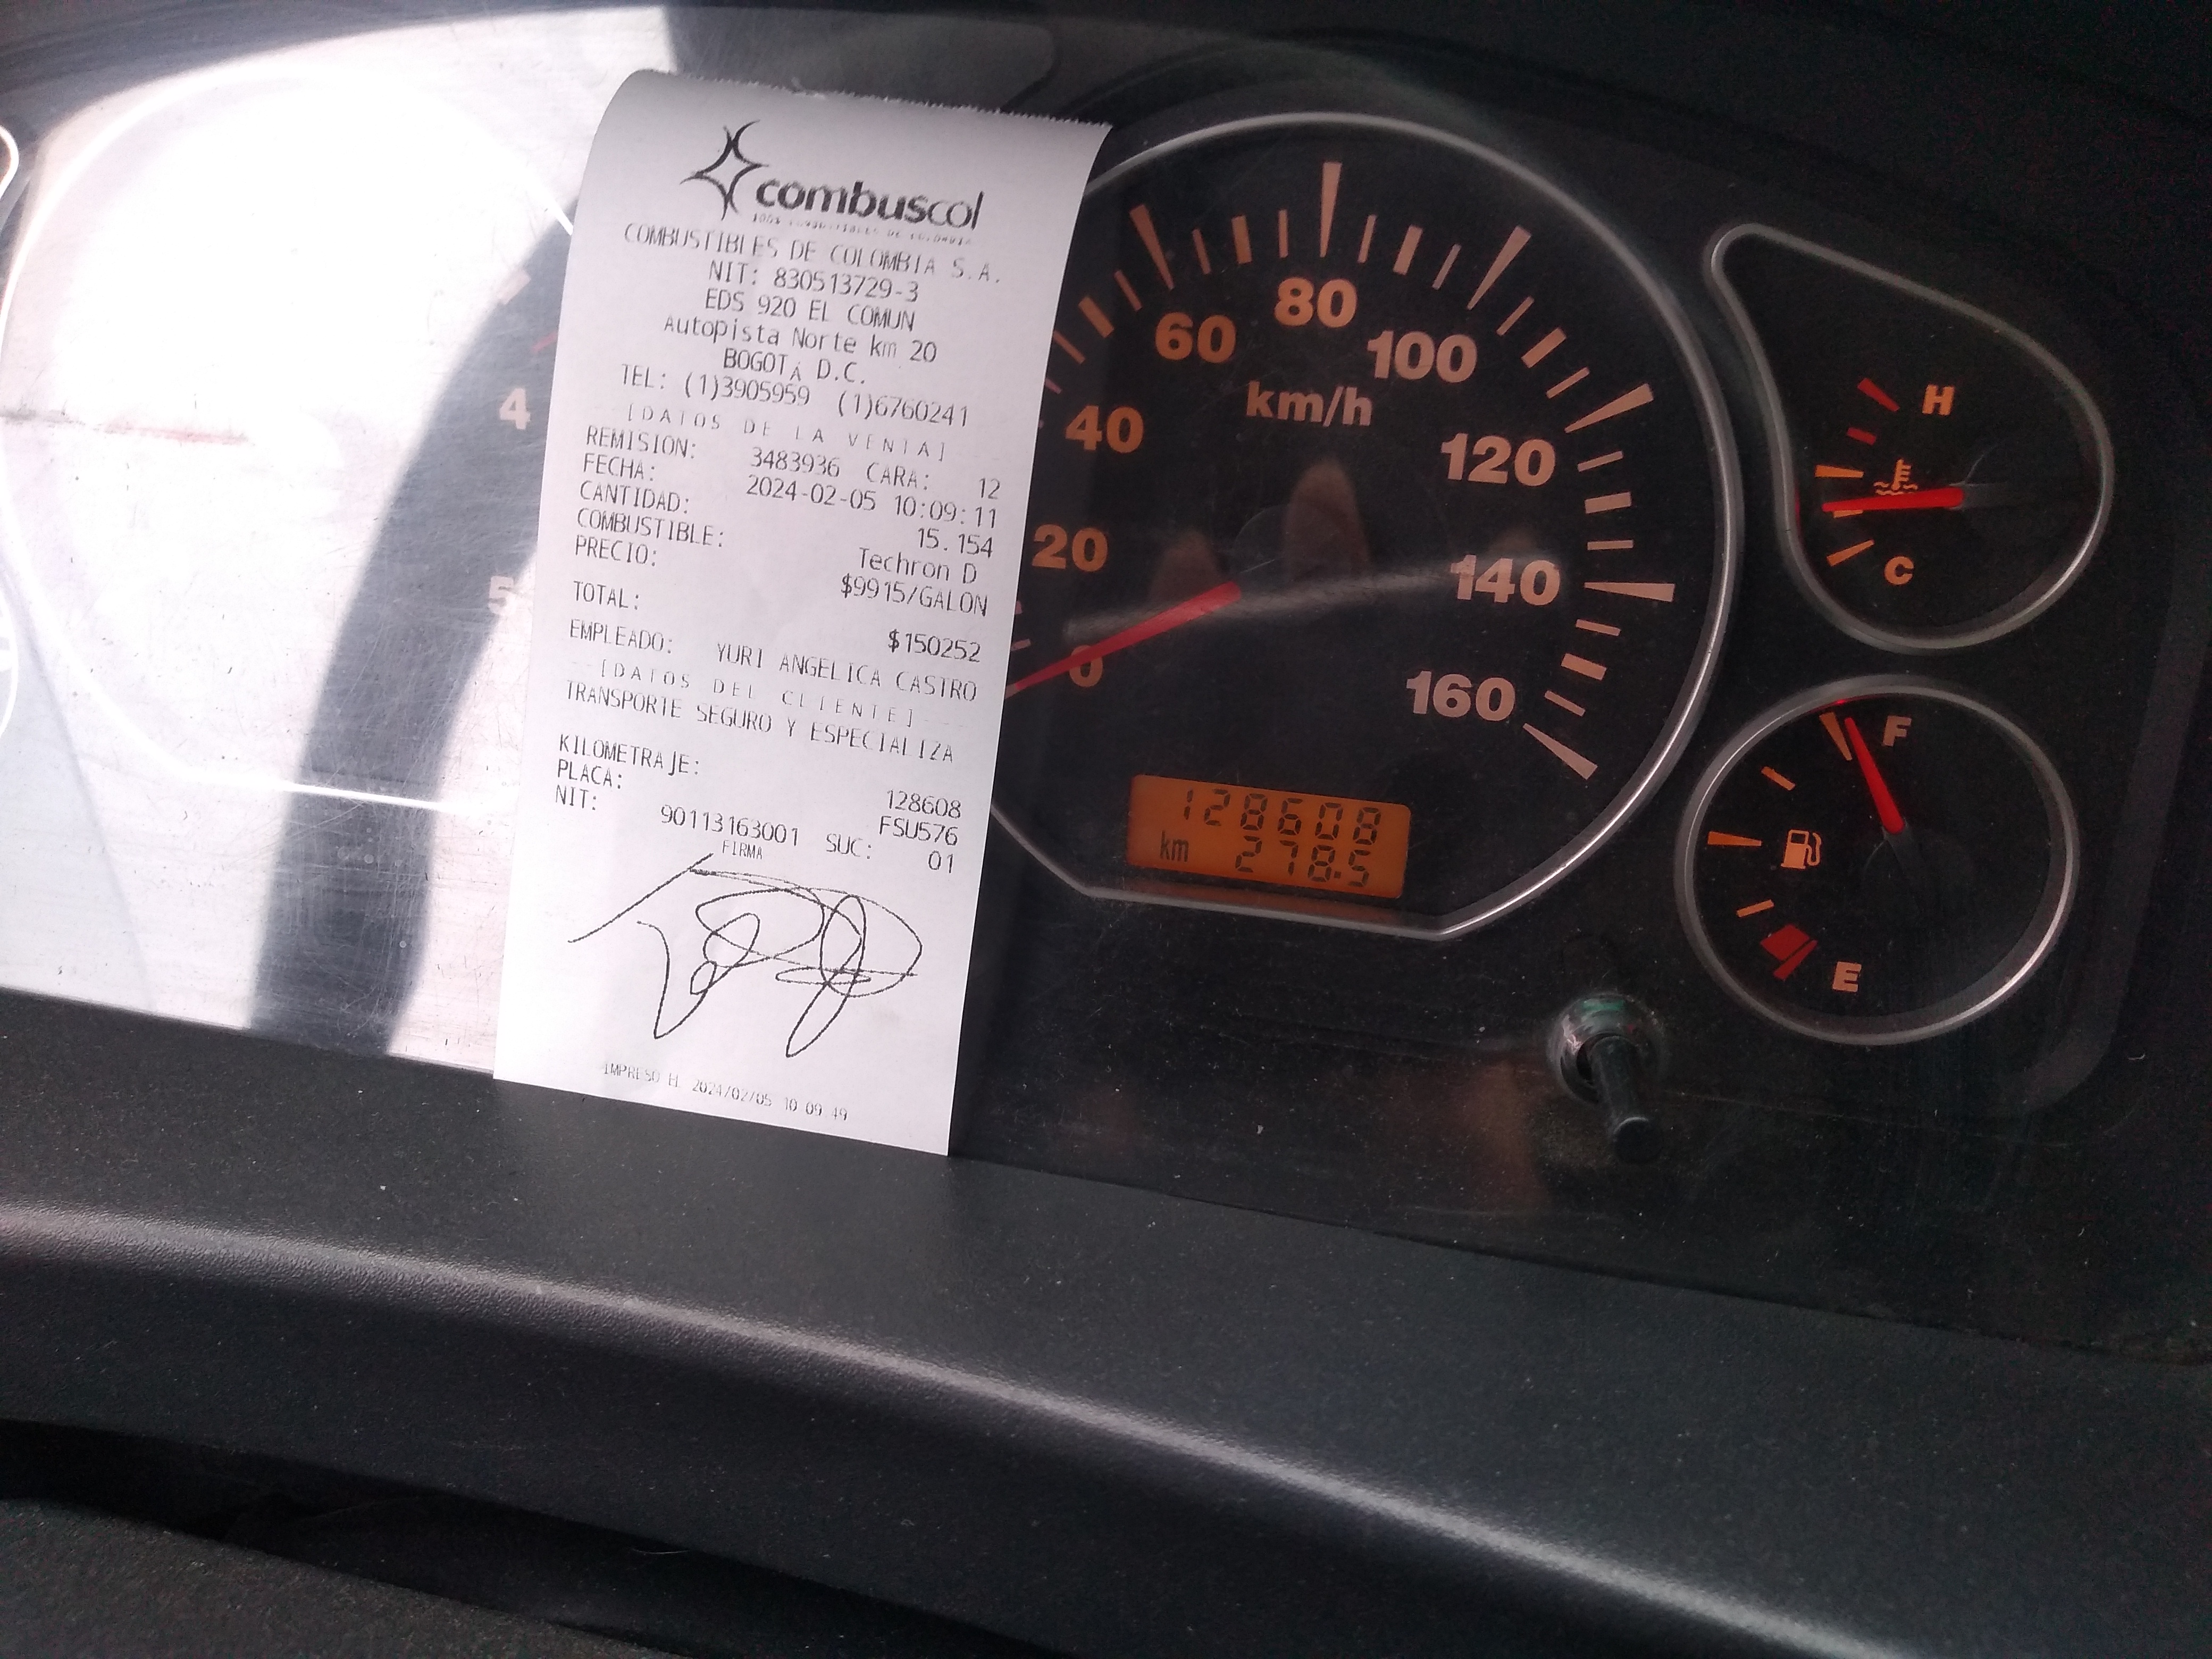 combuscol
COMBUSTIBLES DE COLOMBIA S.A.
NIT: 830513729-3
EDS 920 EL COMUN
Autopista Norte km 20
BOGOTÁ D.C.
TEL: (1)3905959 (1)6760241
[DATOS DE LA VENTA]
REMISION: 3483936 CARA: 12
FECHA: 2024-02-05 10:09:11
CANTIDAD: 15.154
COMBUSTIBLE: Techron D
PRECIO: $9915/GALON
TOTAL: $150252
EMPLEADO: YURI ANGELICA CASTRO
[DATOS DEL CLIENTE]
TRANSPORTE SEGURO Y ESPECIALIZA
KILOMETRAJE: 128608
PLACA: FSU576
NIT: 90113163001 SUC: 01
FIRMA
IMPRESO EL 2024/02/05 10 09 49
4
5
0
20
40
60
80
100
120
140
160
km/h
128608
km 278.5
H
C
F
E